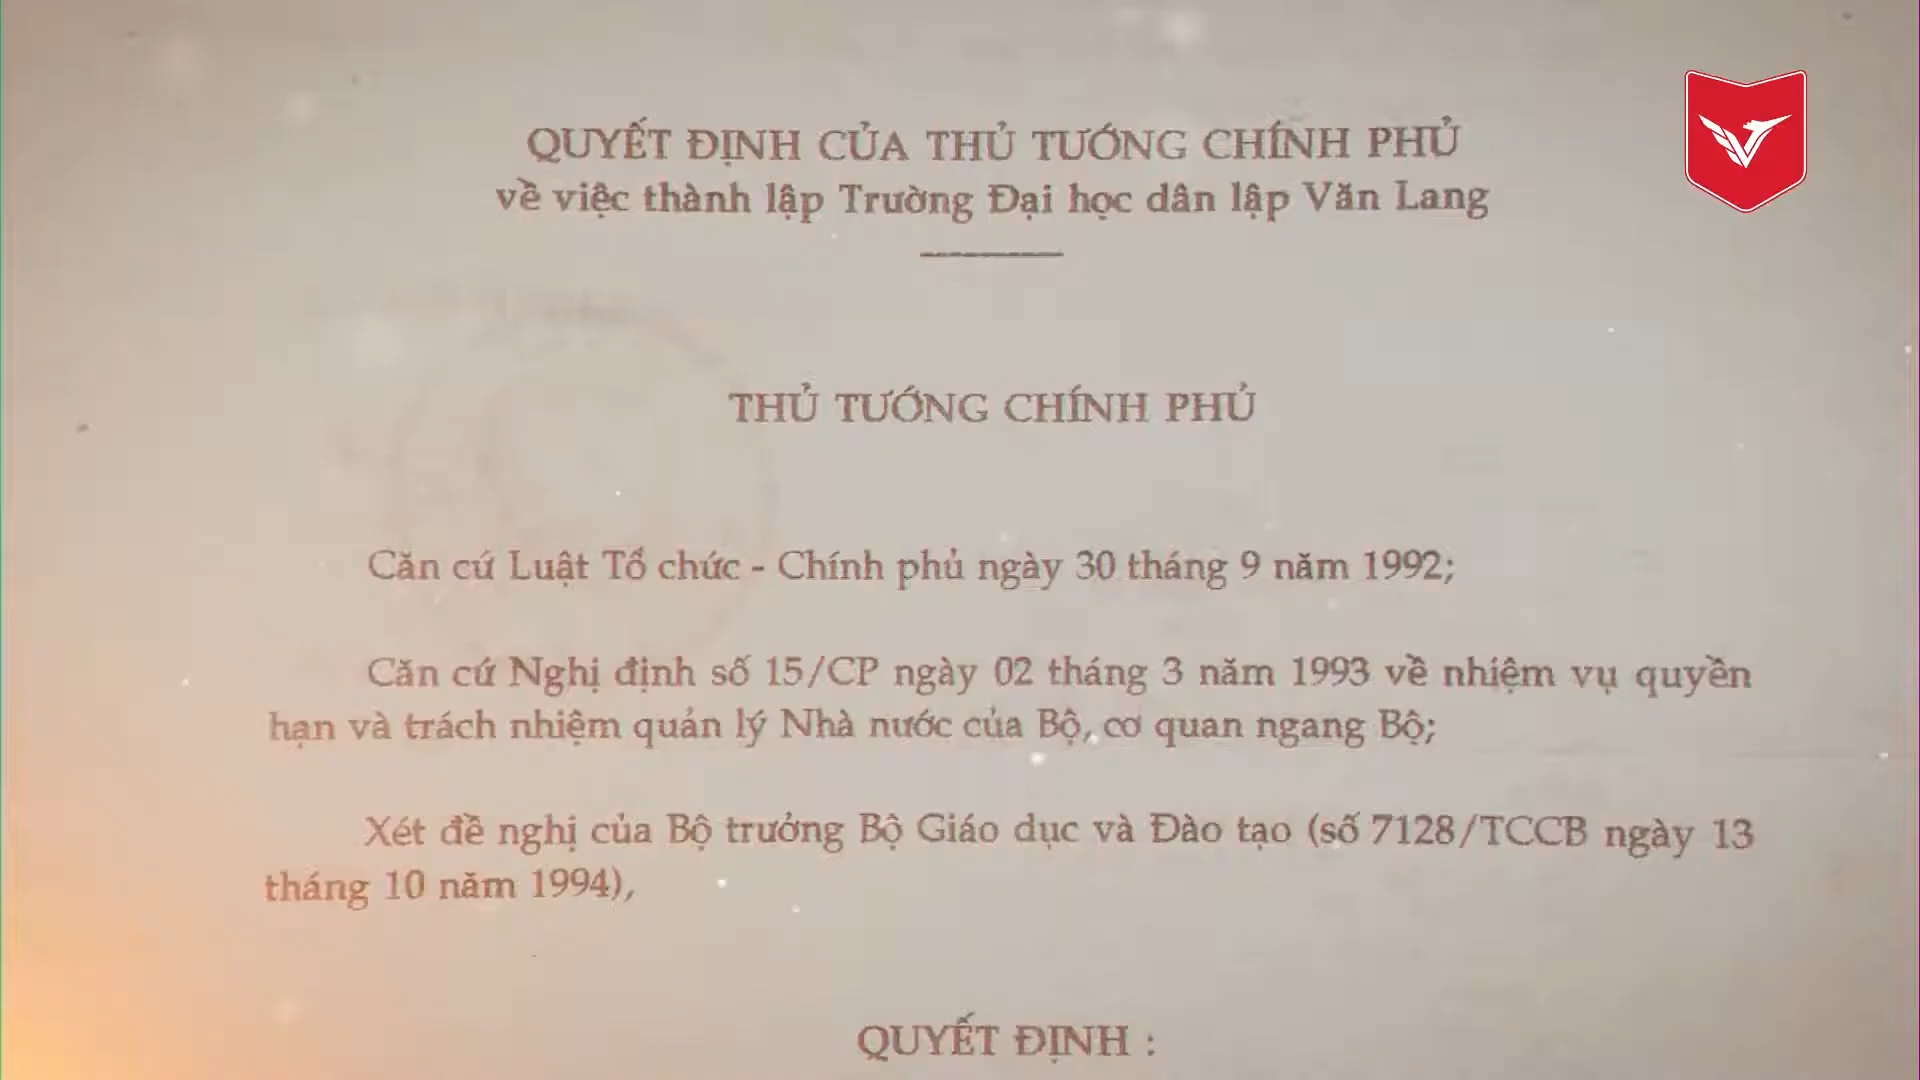 QUYẾT ĐỊNH CỦA THỦ TƯỚNG CHÍNH PHỦ
về việc thành lập Trường Đại học dân lập Văn Lang
THỦ TƯỚNG CHÍNH PHỦ
Căn cứ Luật Tổ chức - Chính phủ ngày 30 tháng 9 năm 1992;
Căn cứ Nghị định số 15/CP ngày 02 tháng 3 năm 1993 về nhiệm vụ quyền
hạn và trách nhiệm quản lý Nhà nước của Bộ, cơ quan ngang Bộ;
Xét đề nghị của Bộ trưởng Bộ Giáo dục và Đào tạo (số 7128/TCCB ngày 13
tháng 10 năm 1994),
QUYẾT ĐỊNH :